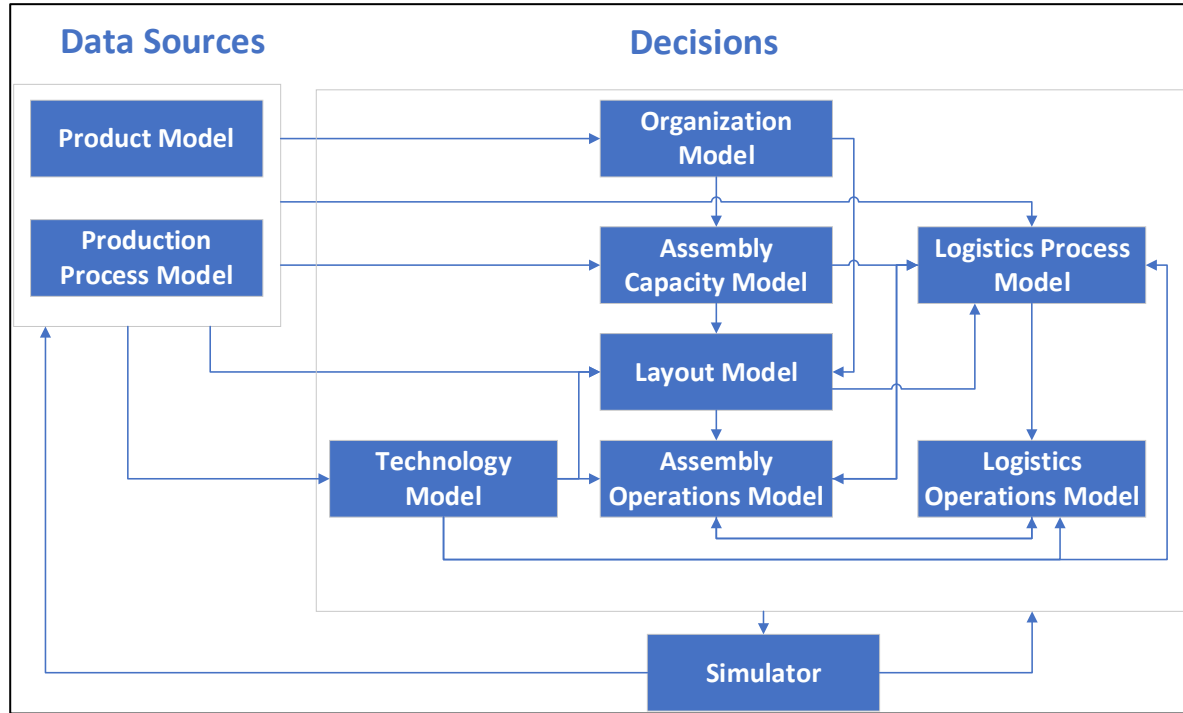 Data Sources
Decisions
Product Model
Organization
Model
Production
Process Model
Assembly
Capacity Model
Logistics Process
Model
Layout Model
Technology
Model
Assembly
Operations Model
Logistics
Operations Model
Simulator